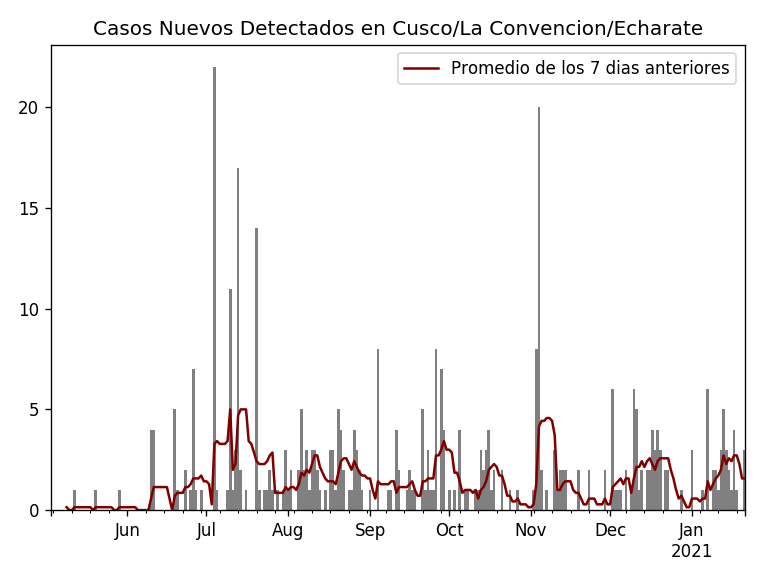 Casos Nuevos Detectados en Cusco/La Convencion/Echarate
Promedio de los 7 dias anteriores
20
15
10
5
0
Jun Jul Aug Sep Oct Nov Dec Jan
2021